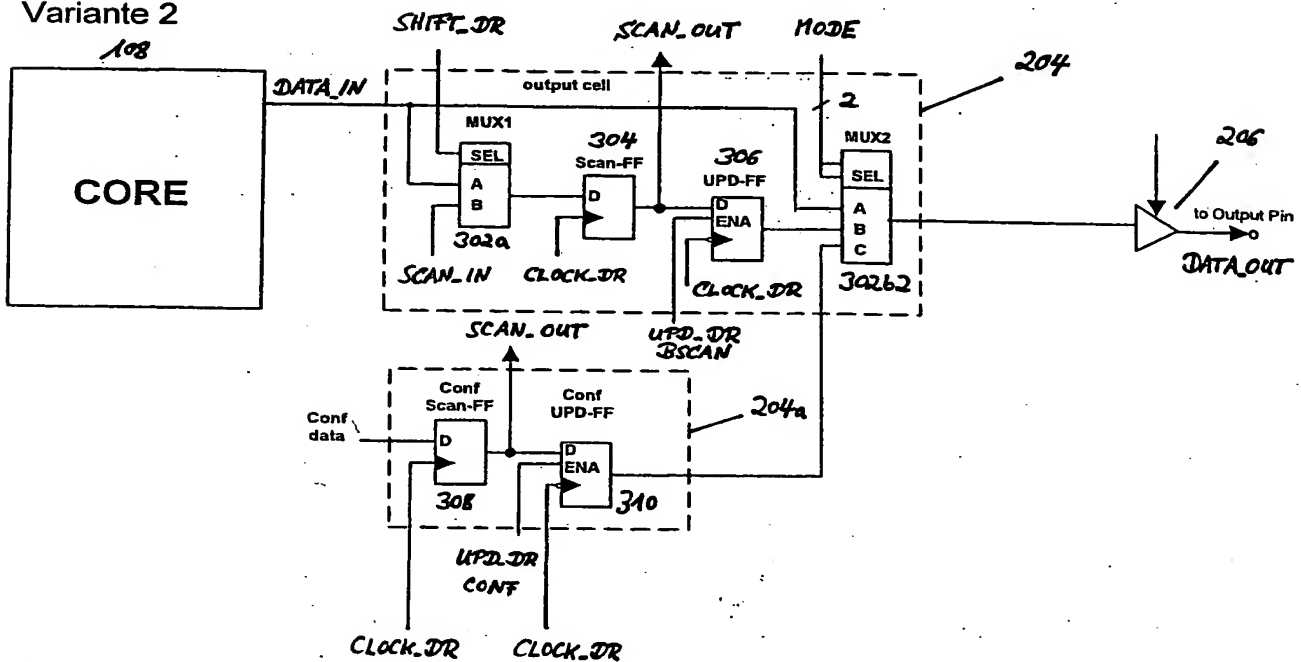 Variante 2
108
CORE
DATA_IN
SHIFT_DR
SCAN_OUT
MODE
204
output cell
2
MUX1
SEL
A
B
302a
304
Scan-FF
D
306
UPD-FF
D
ENA
MUX2
SEL
A
B
C
302b2
206
to Output Pin
DATA_OUT
SCAN_IN
CLOCK_DR
CLOCK_DR
UPD_DR
BSCAN
SCAN_OUT
204a
Conf
Scan-FF
Conf
UPD-FF
Conf
data
D
308
D
ENA
310
UPD_DR
CONF
CLOCK_DR
CLOCK_DR